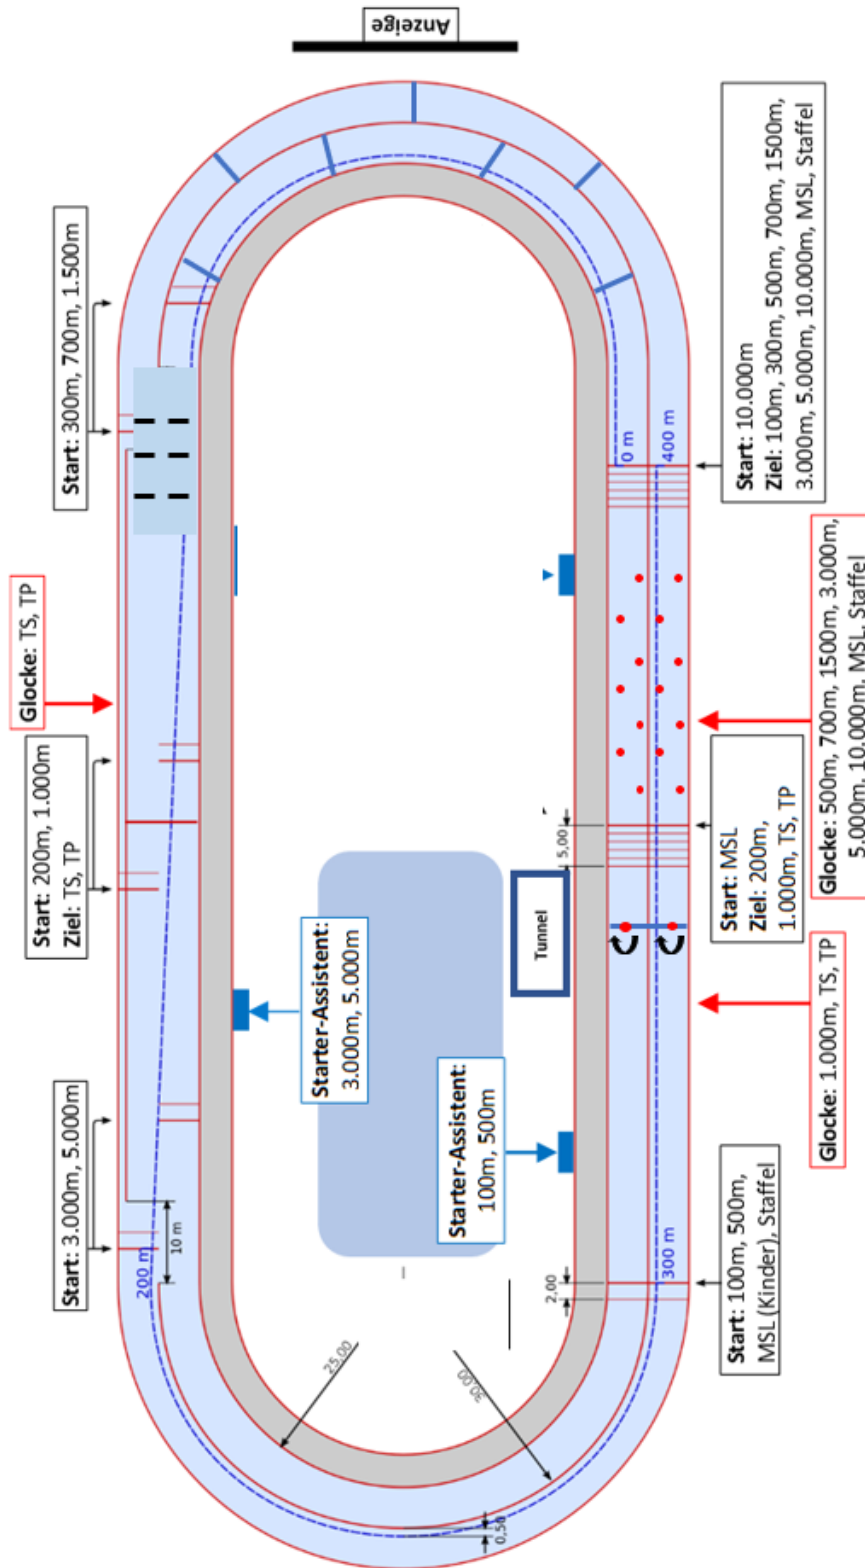 Anzeige
Start: 300m, 700m, 1.500m
Glocke: TS, TP
Start: 200m, 1.000m
Ziel: TS, TP
Start: 3.000m, 5.000m
200 m
10 m
Starter-Assistent:
3.000m, 5.000m
Starter-Assistent:
100m, 500m
Tunnel
25,00
30,00
0,50
2,00
5,00
0 m
400 m
300 m
Start: 10.000m
Ziel: 100m, 300m, 500m, 700m, 1500m,
3.000m, 5.000m, 10.000m, MSL, Staffel
Glocke: 500m, 700m, 1500m, 3.000m,
5.000m, 10.000m, MSL, Staffel
Start: MSL
Ziel: 200m,
1.000m, TS, TP
Glocke: 1.000m, TS, TP
Start: 100m, 500m,
MSL (Kinder), Staffel